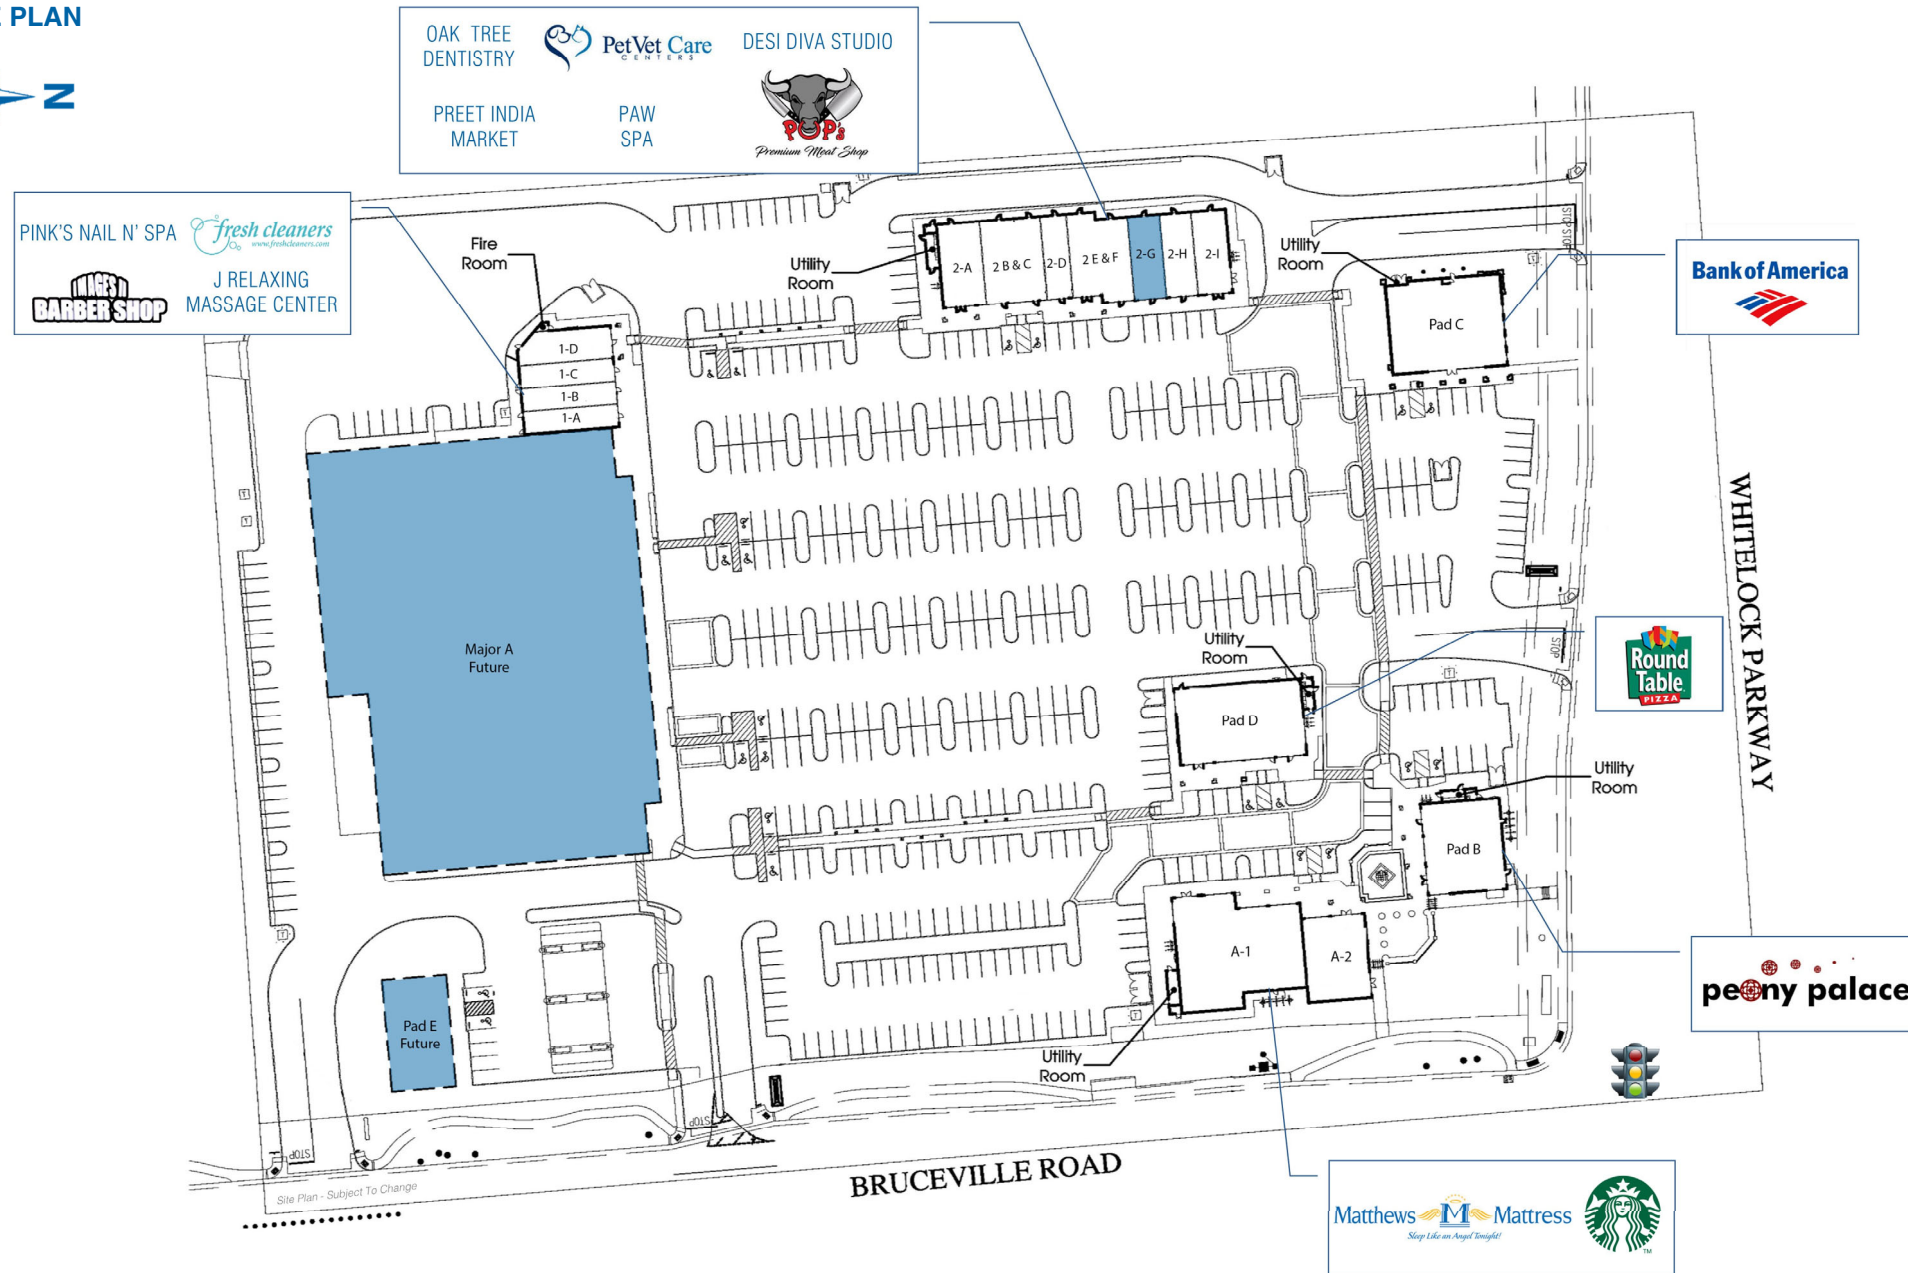 PLAN
N
OAK TREE
DENTISTRY
PetVet Care
CENTERS
DESI DIVA STUDIO
PREET INDIA
MARKET
PAW
SPA
POP's
Premium Meat Shop
PINK'S NAIL N' SPA
fresh cleaners
www.freshcleaners.com
IMAGES
BARBER SHOP
J RELAXING
MASSAGE CENTER
Fire
Room
Utility
Room
2-A
2 B & C
2-D
2 E & F
2-G
2-H
2-I
Utility
Room
STOP
STOP
Bank of America
Pad C
1-D
1-C
1-B
1-A
WHITELOCK PARKWAY
Major A
Future
Utility
Room
STOP
Round
Table
PIZZA
Pad D
Utility
Room
Pad B
A-1
A-2
peony palace
Pad E
Future
Utility
Room
STOP
STOP
BRUCEVILLE ROAD
Site Plan - Subject To Change
Matthews M Mattress
Sleep Like an Angel Tonight!
TM